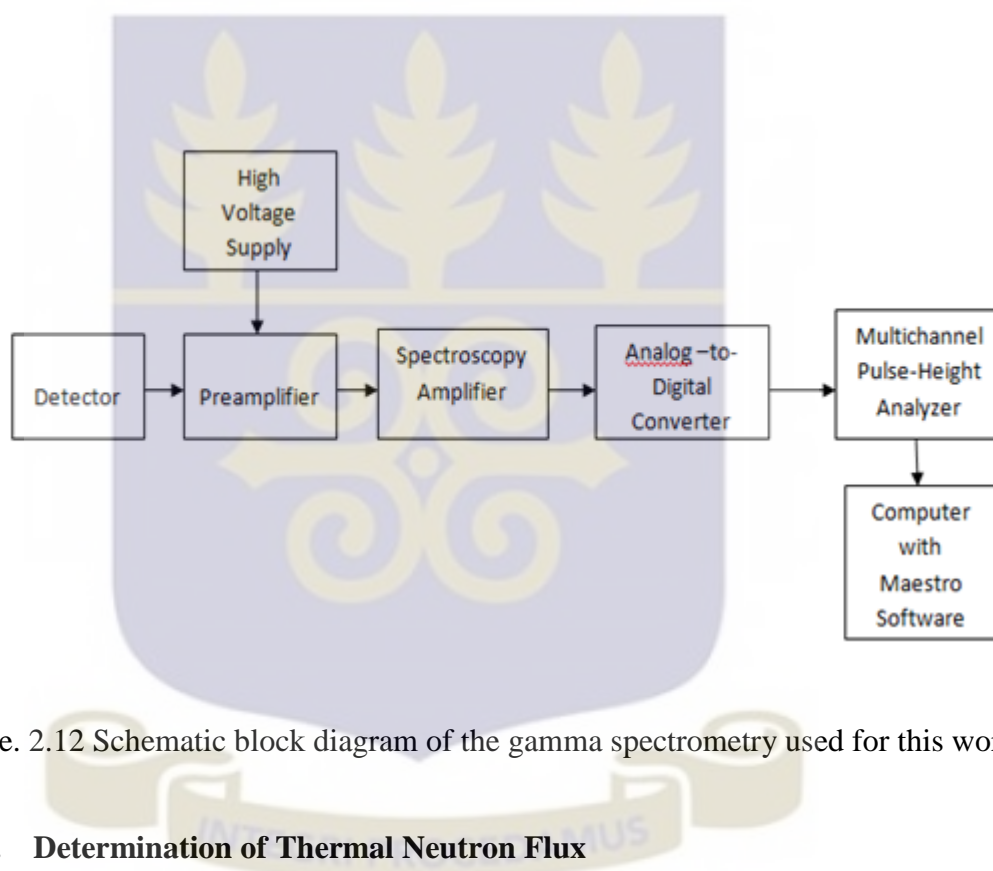 High
Voltage
Supply
Detector
Preamplifier
Spectroscopy
Amplifier
Analog –to-
Digital
Converter
Multichannel
Pulse-Height
Analyzer
Computer
with
Maestro
Software
e. 2.12 Schematic block diagram of the gamma spectrometry used for this wor
Determination of Thermal Neutron Flux